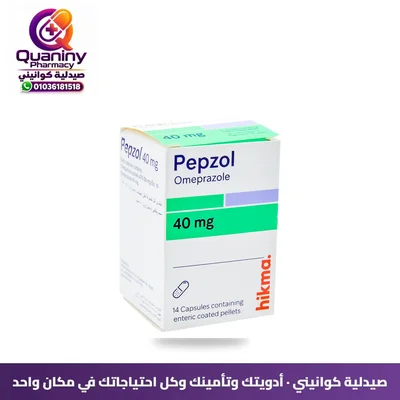 Quaniny
Pharmacy
صيدلية كوانيني
01036181518
40 mg
Pepzol 40 mg
Pepzol
Omeprazole
40 mg
14 Capsules containing
enteric coated pellets
hikma.
صيدلية كوانيني · أدويتك وتأمينك وكل احتياجاتك في مكان واحد